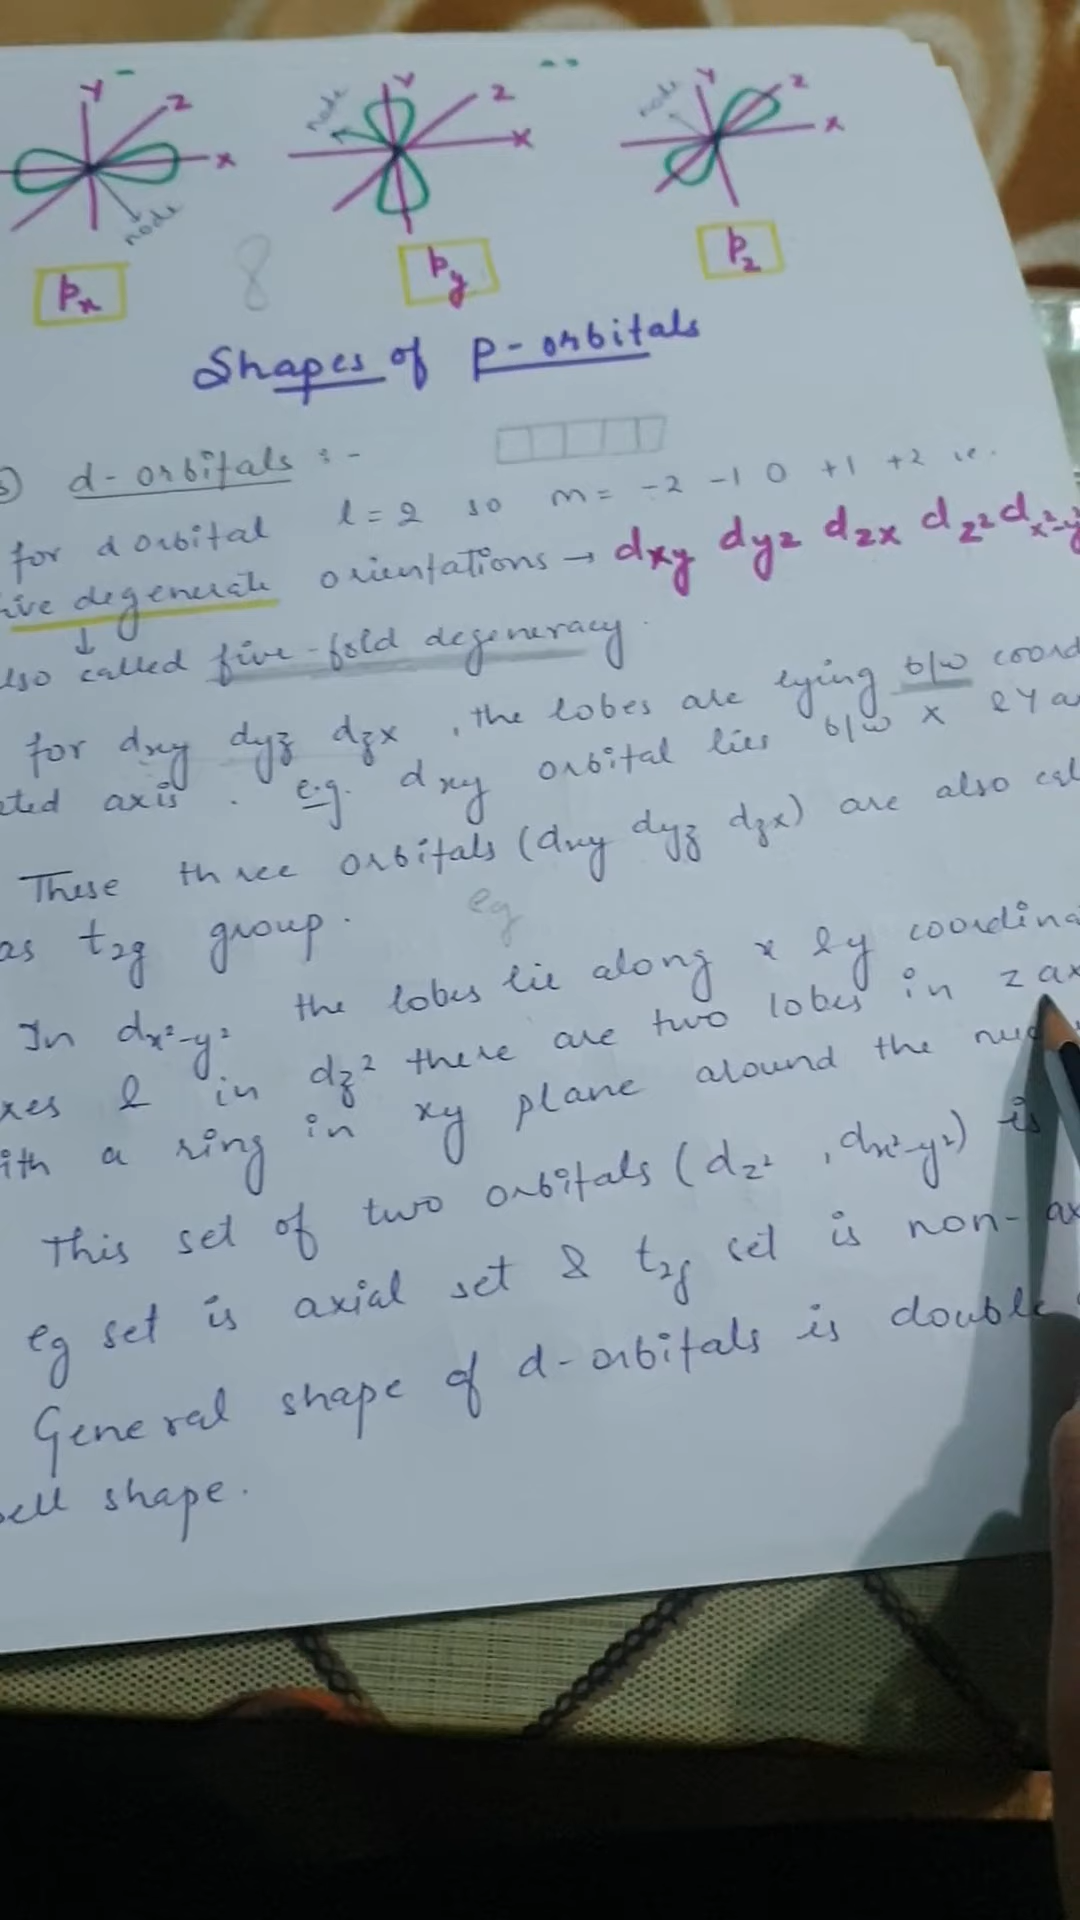 Y Z X node
Y Z X node
Y Z X node
8
px py pz
Shapes of p-orbitals
d-orbitals :-
for d orbital l = 2 so m = -2 -1 0 +1 +2 i.e.
ive degenerate orientations → dxy dyz dzx dz² dx²-y²
lso called five-fold degeneracy.
for dxy dyz dzx, the lobes are lying b/w coord
ted axis. e.g. dxy orbital lies b/w x & Y a
These three orbitals (dxy dyz dzx) are also cal
as t2g group. eg
In dx²-y² the lobes lie along x & y coordina
xes & in dz² there are two lobes in z ax
ith a ring in xy plane around the nuc
This set of two orbitals (dz², dx²-y²) is
eg set is axial set & t2g set is non-ax
General shape of d-orbitals is double
bell shape.